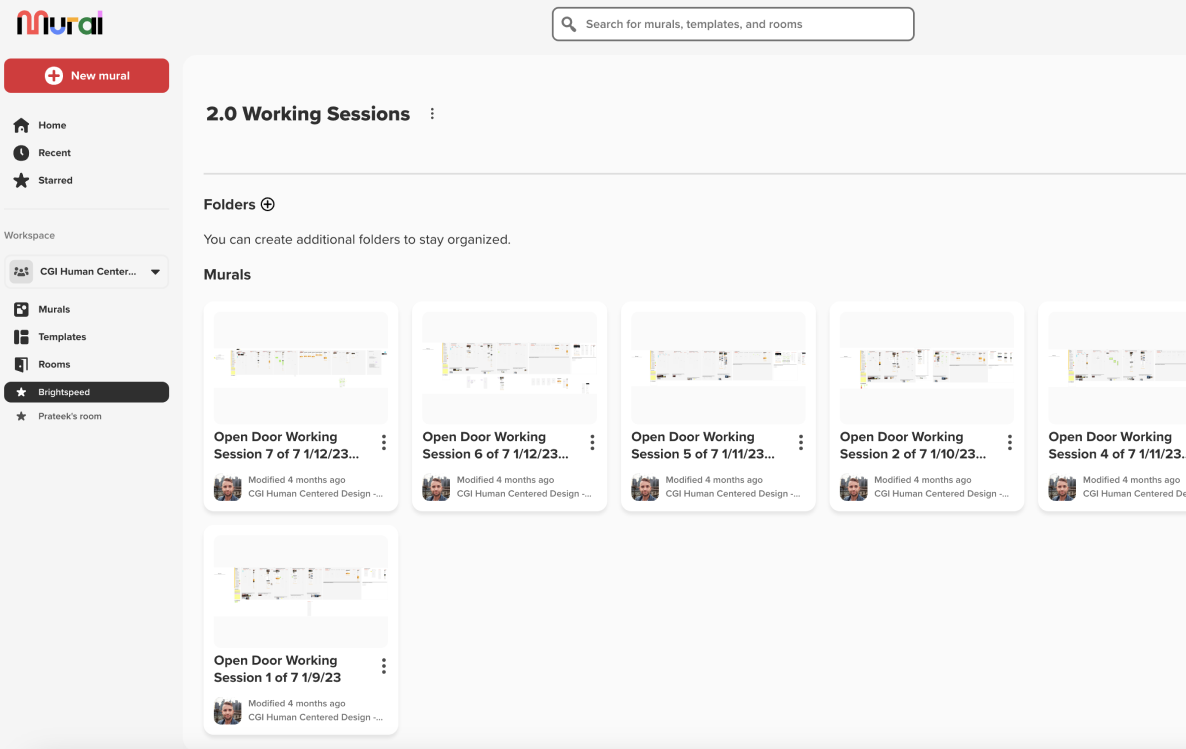 Mural
Search for murals, templates, and rooms
New mural
Home
Recent
Starred
Workspace
CGI Human Center...
Murals
Templates
Rooms
Brightspeed
Prateek's room
2.0 Working Sessions
Folders
You can create additional folders to stay organized.
Murals
Open Door Working
Session 7 of 7 1/12/23...
Modified 4 months ago
CGI Human Centered Design -...
Open Door Working
Session 6 of 7 1/12/23...
Modified 4 months ago
CGI Human Centered Design -...
Open Door Working
Session 5 of 7 1/11/23...
Modified 4 months ago
CGI Human Centered Design -...
Open Door Working
Session 2 of 7 1/10/23...
Modified 4 months ago
CGI Human Centered Design -...
Open Door Working
Session 4 of 7 1/11/23..
Modified 4 months ago
CGI Human Centered De
Open Door Working
Session 1 of 7 1/9/23
Modified 4 months ago
CGI Human Centered Design -...